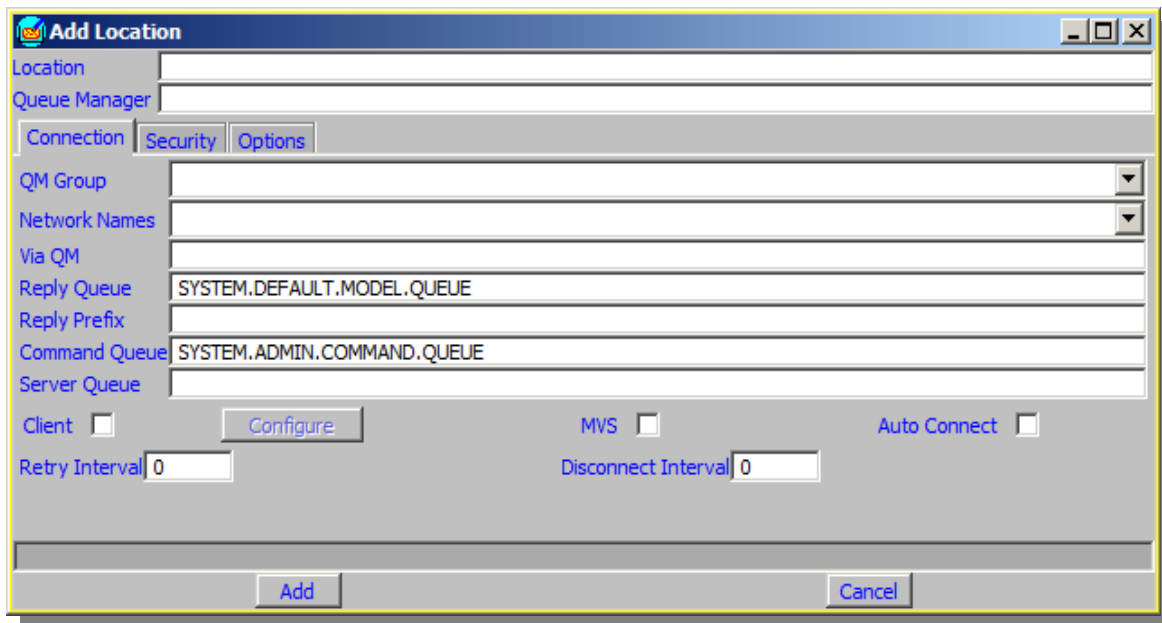 Add Location
Location
Queue Manager
Connection Security Options
QM Group
Network Names
Via QM
Reply Queue SYSTEM.DEFAULT.MODEL.QUEUE
Reply Prefix
Command Queue SYSTEM.ADMIN.COMMAND.QUEUE
Server Queue
Client Configure MVS Auto Connect
Retry Interval 0 Disconnect Interval 0
Add Cancel